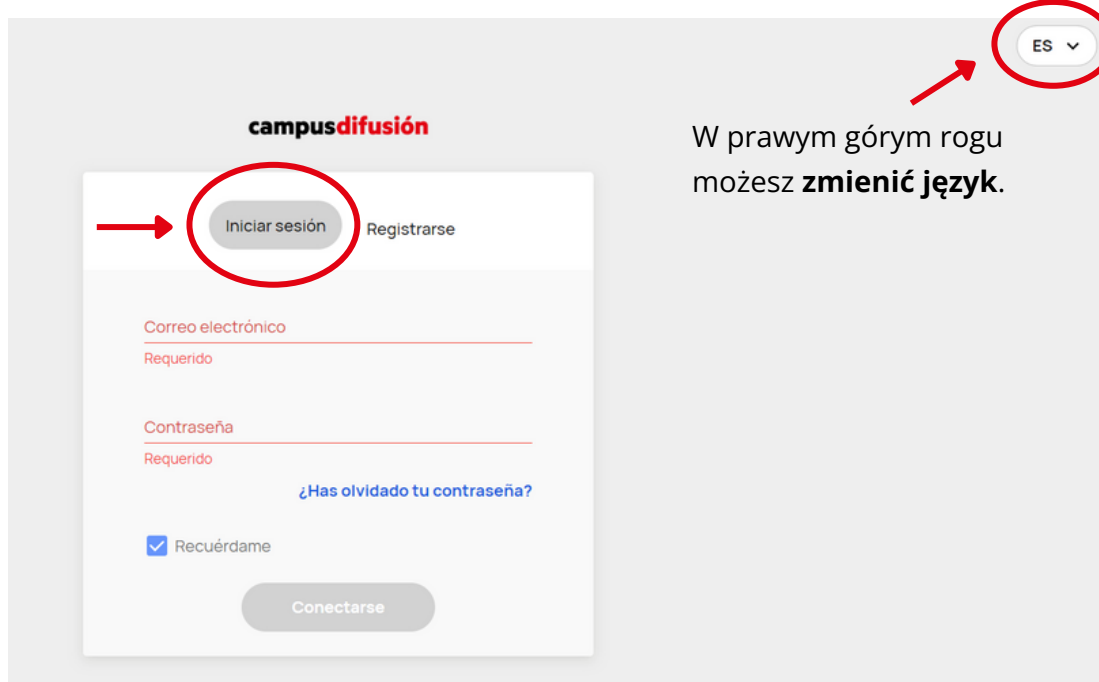 ES
campusdifusión
W prawym górym rogu
możesz zmienić język.
Iniciar sesión
Registrarse
Correo electrónico
Requerido
Contraseña
Requerido
¿Has olvidado tu contraseña?
Recuérdame
Conectarse